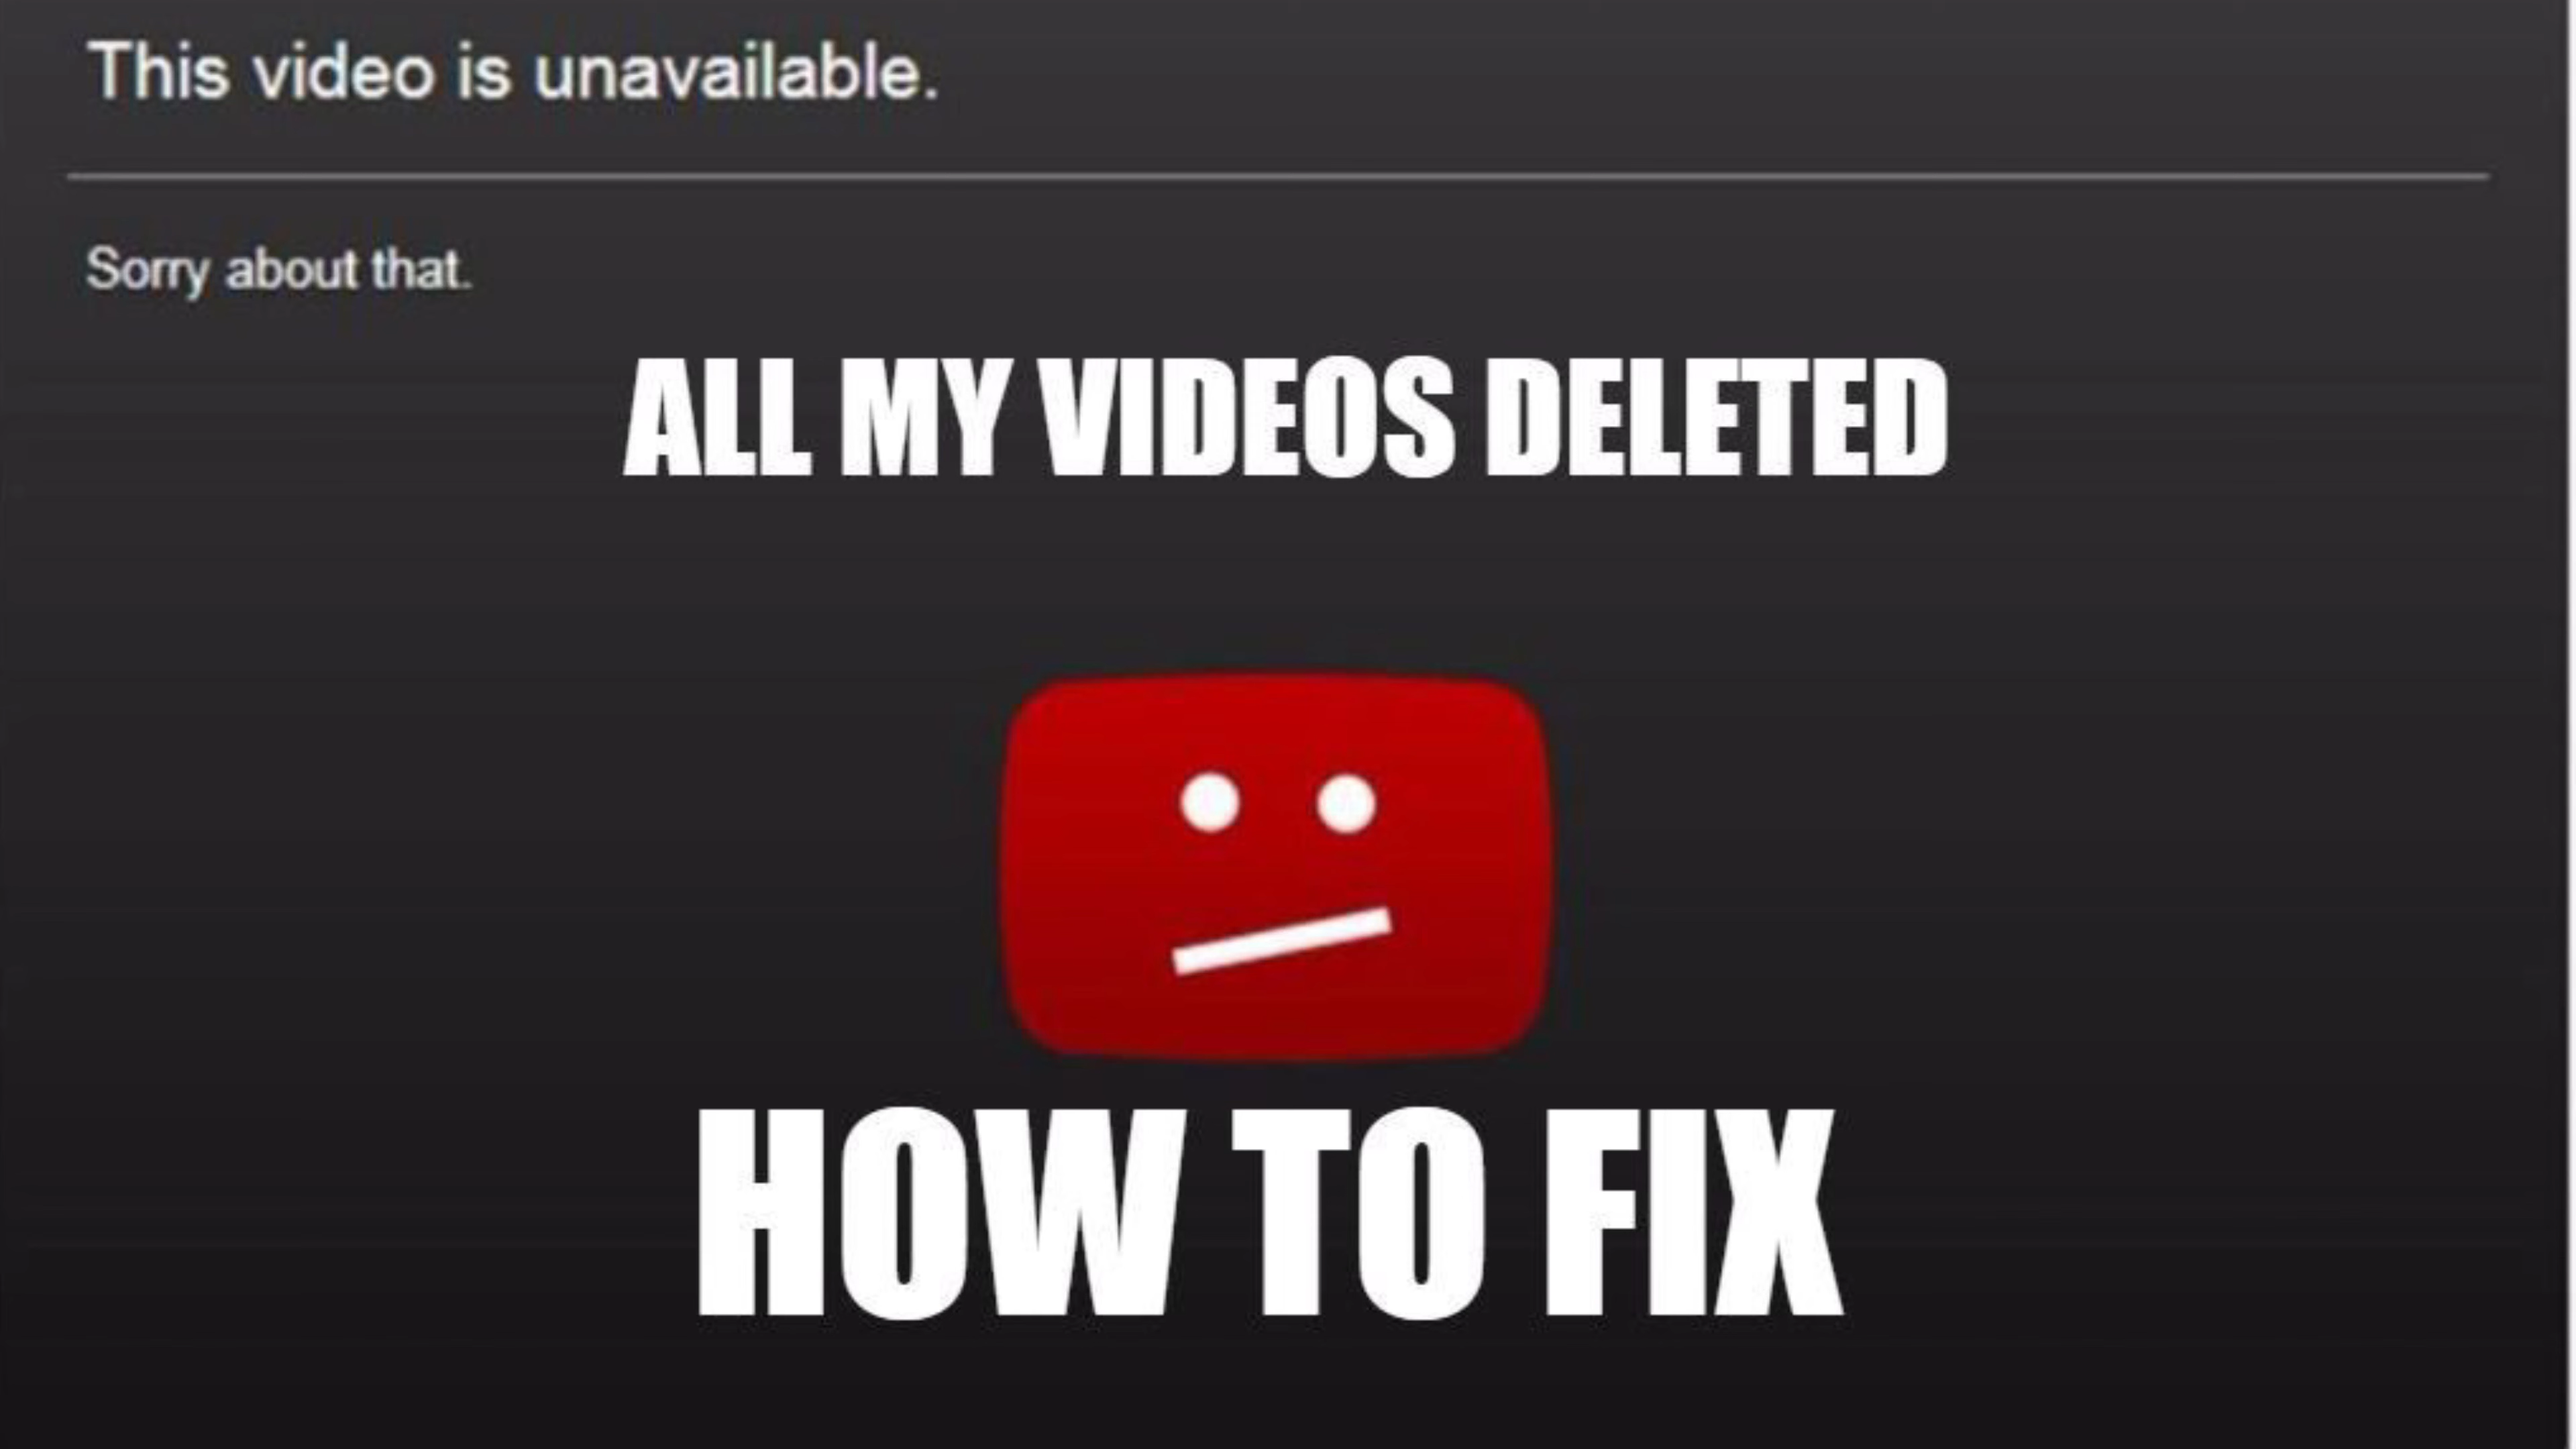 This video is unavailable.
Sorry about that.
ALL MY VIDEOS DELETED
HOW TO FIX